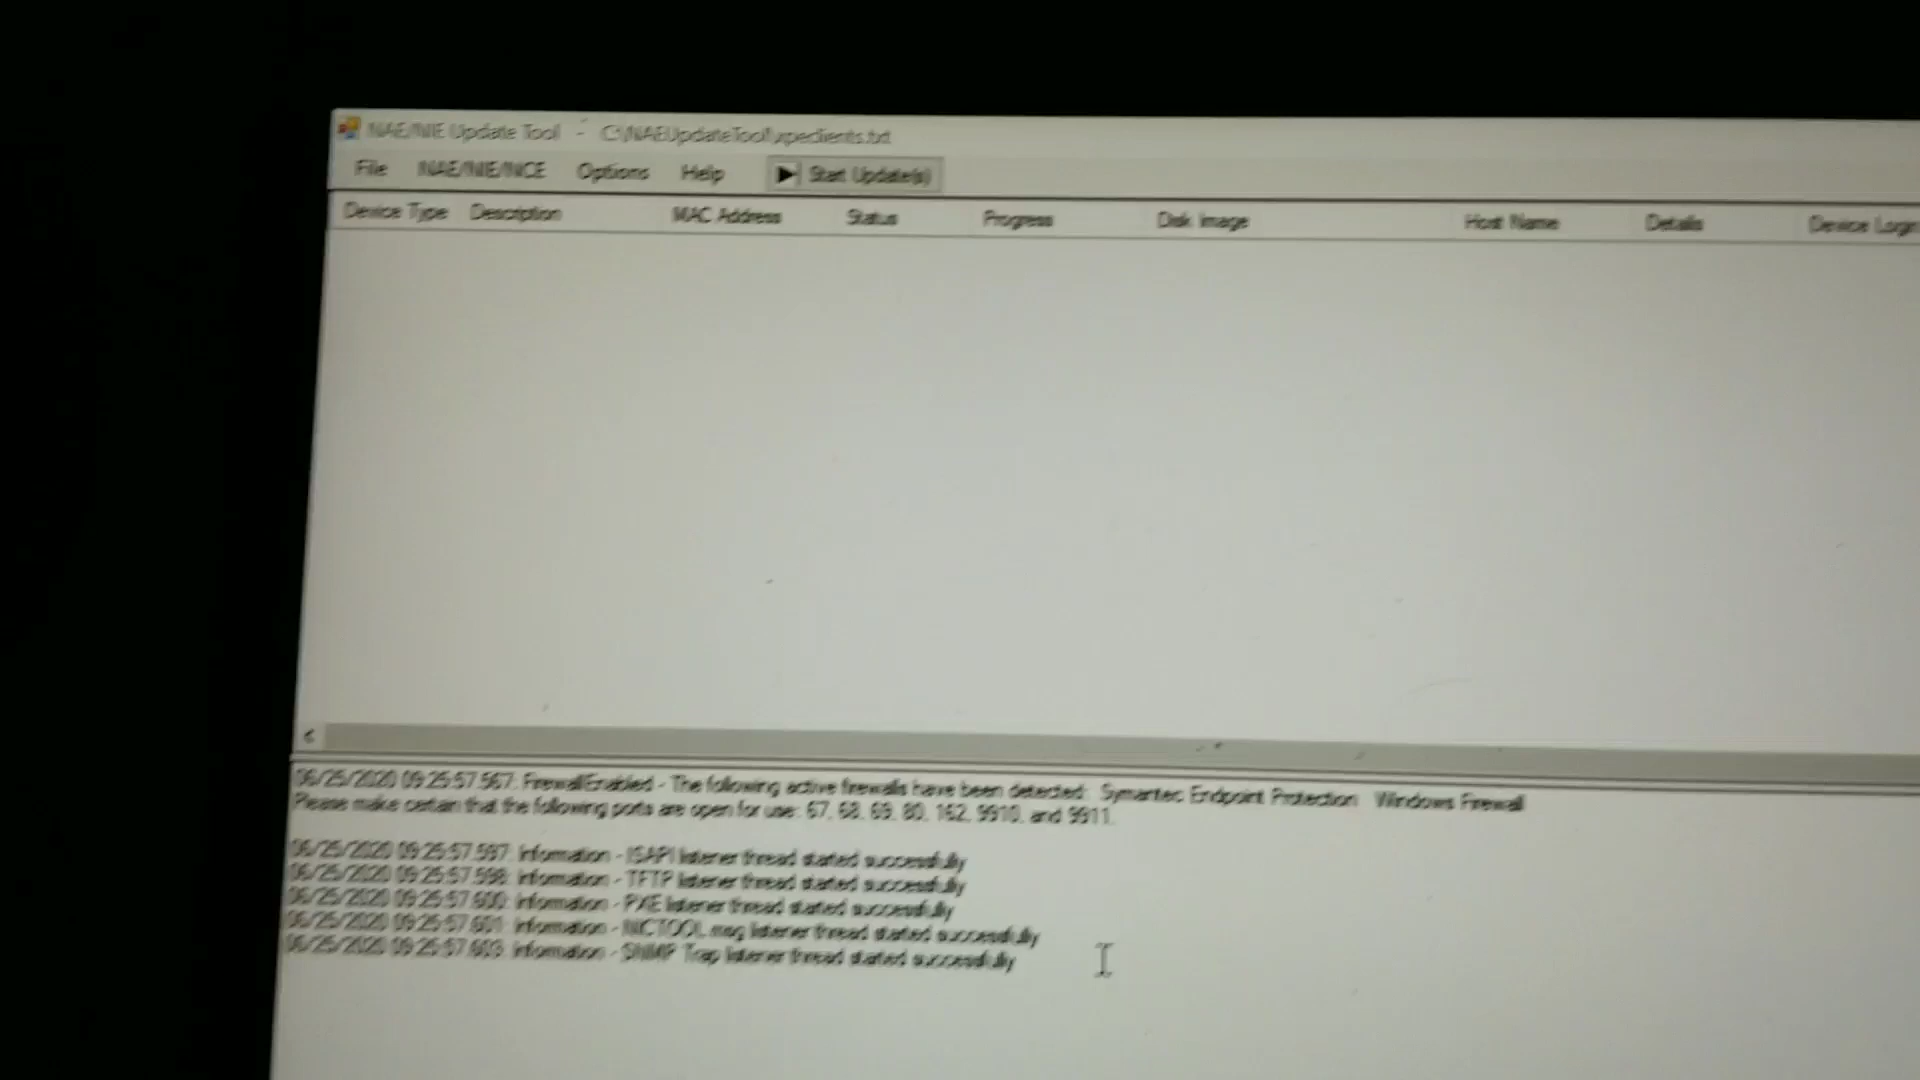 NAE/NIE Update Tool - C:\NAEUpdateTool\xpeclients.txt
File NAE/NIE/NCE Options Help Start Update(s)
Device Type Description MAC Address Status Progress Disk Image Host Name Details Device Login
06/25/2020 09:25:57.567: FirewallEnabled - The following active firewalls have been detected: Symantec Endpoint Protection Windows Firewall
Please make certain that the following ports are open for use: 67, 68, 69, 80, 162, 9910, and 9911.
06/25/2020 09:25:57.597: Information - ISAPI listener thread started successfully
06/25/2020 09:25:57.598: Information - TFTP listener thread started successfully
06/25/2020 09:25:57.600: Information - PXE listener thread started successfully
06/25/2020 09:25:57.601: Information - NICTOOL msg listener thread started successfully
06/25/2020 09:25:57.603: Information - SNMP Trap listener thread started successfully